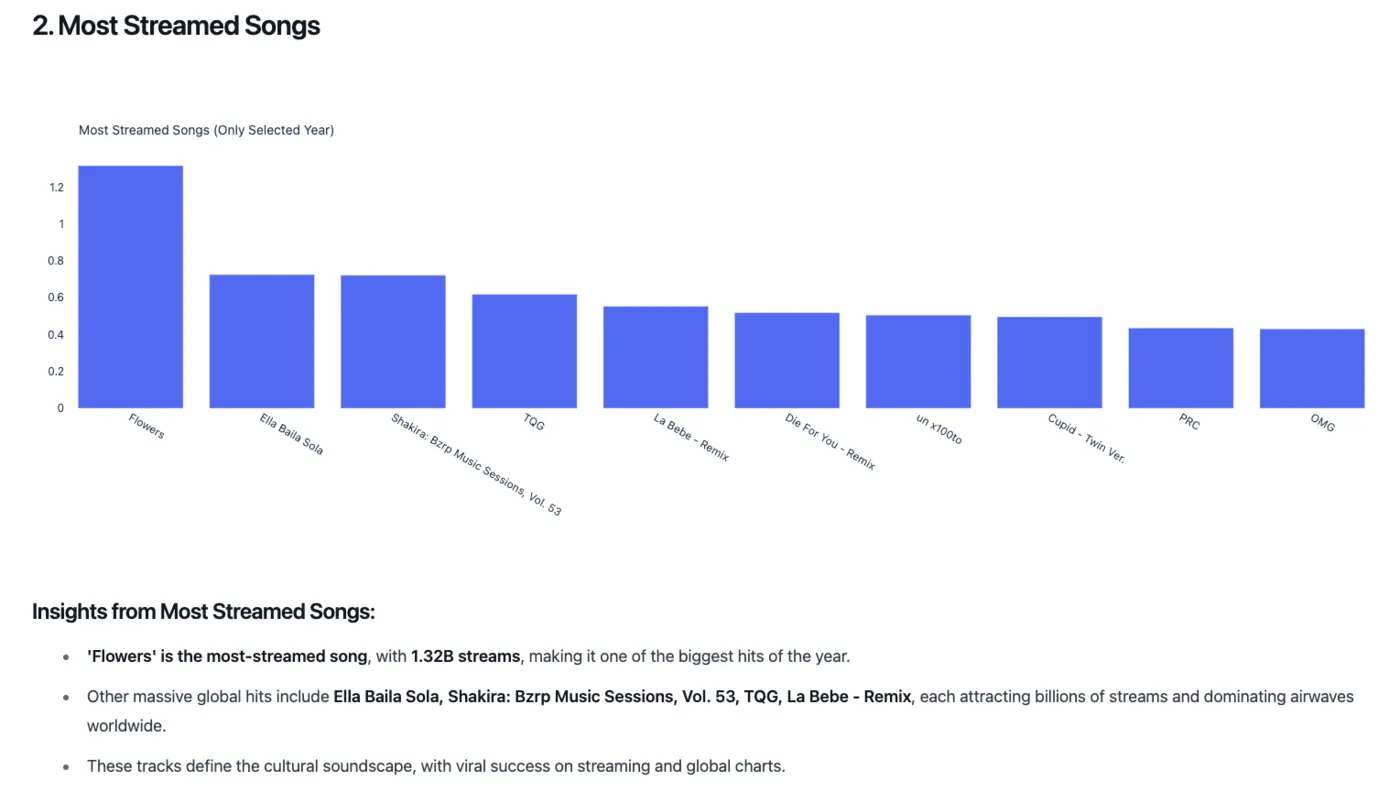 2. Most Streamed Songs
Most Streamed Songs (Only Selected Year)
1.2
1
0.8
0.6
0.4
0.2
0
Flowers
Ella Baila Sola
Shakira: Bzrp Music Sessions, Vol. 53
TQG
La Bebe - Remix
Die For You - Remix
un x100to
Cupid - Twin Ver.
PRC
OMG
Insights from Most Streamed Songs:
• 'Flowers' is the most-streamed song, with 1.32B streams, making it one of the biggest hits of the year.
• Other massive global hits include Ella Baila Sola, Shakira: Bzrp Music Sessions, Vol. 53, TQG, La Bebe - Remix, each attracting billions of streams and dominating airwaves
worldwide.
• These tracks define the cultural soundscape, with viral success on streaming and global charts.